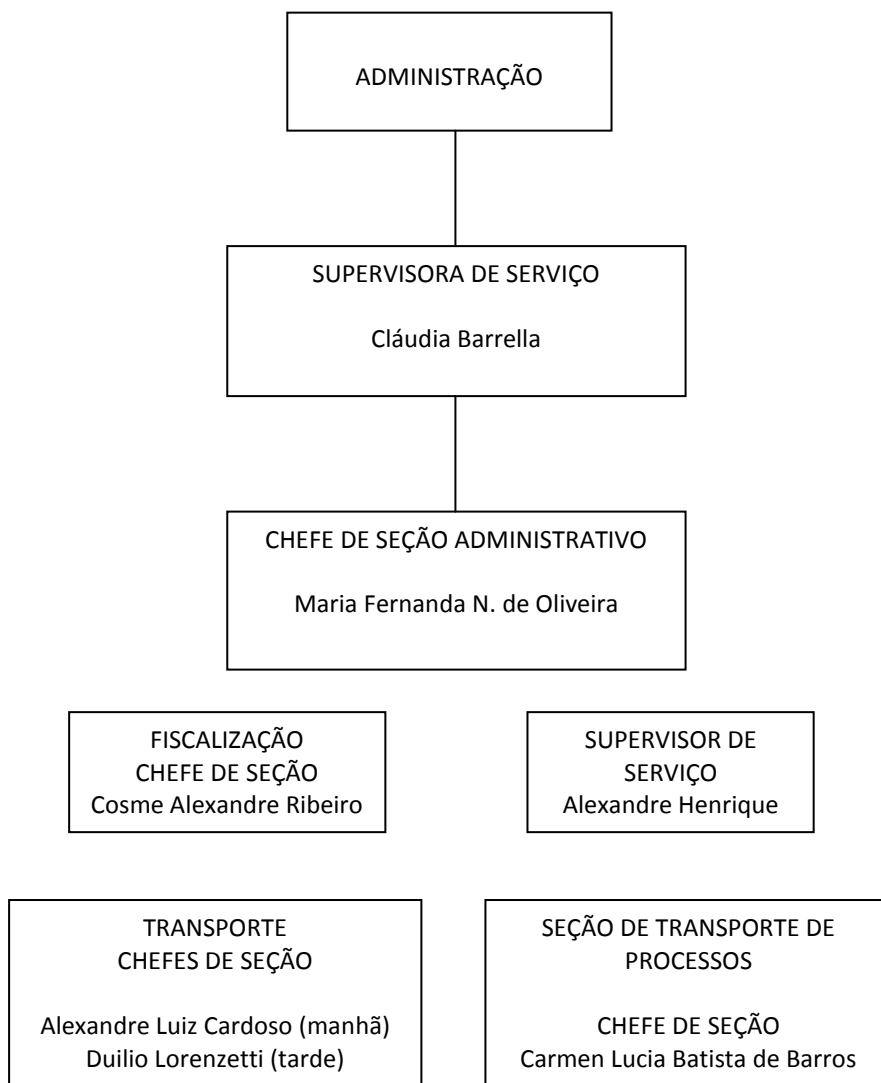 ADMINISTRAÇÃO
SUPERVISORA DE SERVIÇO
Cláudia Barrella
CHEFE DE SEÇÃO ADMINISTRATIVO
Maria Fernanda N. de Oliveira
FISCALIZAÇÃO
CHEFE DE SEÇÃO
Cosme Alexandre Ribeiro
SUPERVISOR DE
SERVIÇO
Alexandre Henrique
TRANSPORTE
CHEFES DE SEÇÃO
Alexandre Luiz Cardoso (manhã)
Duilio Lorenzetti (tarde)
SEÇÃO DE TRANSPORTE DE
PROCESSOS
CHEFE DE SEÇÃO
Carmen Lucia Batista de Barros